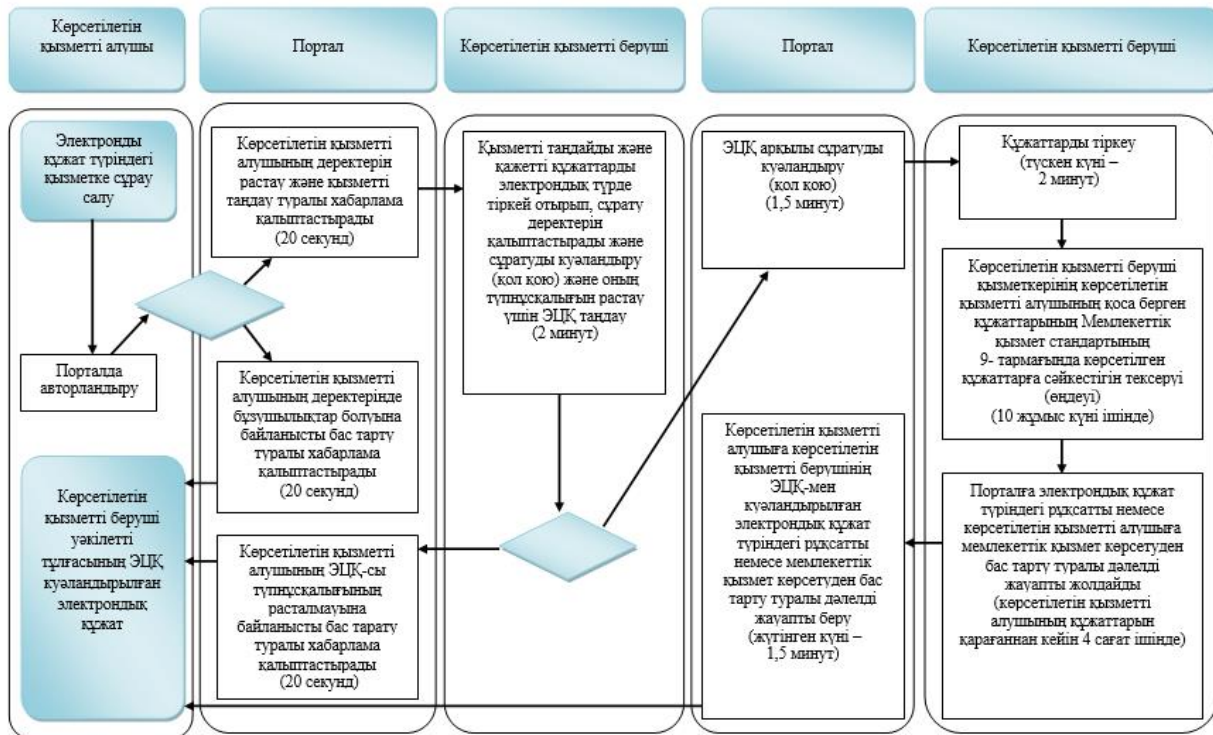 Көрсетілетін
қызметті алушы
Портал
Көрсетілетін қызметті беруші
Портал
Көрсетілетін қызметті беруші
Электронды
құжат түріндегі
қызметке сұрау
салу
Порталда
авторландыру
Көрсетілетін
қызметті беруші
уәкілетті
тұлғасының ЭЦҚ
куәландырылған
электрондық
құжат
Көрсетілетін қызметті
алушының деректерін
растау және қызметті
таңдау туралы хабарлама
қалыптастырады
(20 секунд)
Көрсетілетін қызметті
алушының деректерінде
бұзушылықтар болуына
байланысты бас тарту
туралы хабарлама
қалыптастырады
(20 секунд)
Көрсетілетін қызметті
алушының ЭЦҚ-сы
түпнұсқалығының
расталмауына
байланысты бас тарату
туралы хабарлама
қалыптастырады
(20 секунд)
Қызметті таңдайды және
қажетті құжаттарды
электрондық түрде
тіркей отырып, сұрату
деректерін
қалыптастырады және
сұратуды куәландыру
(қол қою) және оның
түпнұсқалығын растау
үшін ЭЦҚ таңдау
(2 минут)
ЭЦҚ арқылы сұратуды
куәландыру
(қол қою)
(1,5 минут)
Көрсетілетін қызметті
алушыға көрсетілетін
қызметті берушінің
ЭЦҚ-мен
куәландырылған
электрондық құжат
түріндегі рұқсатты
немесе мемлекеттік
қызмет көрсетуден бас
тарту туралы дәлелді
жауапты беру
(жүгінген күні –
1,5 минут)
Құжаттарды тіркеу
(түскен күні –
2 минут)
Көрсетілетін қызметті беруші
қызметкерінің көрсетілетін
қызметті алушының қоса берген
құжаттарының Мемлекеттік
қызмет стандартының
9- тармағында көрсетілген
құжаттарға сәйкестігін тексеруі
(өңдеуі)
(10 жұмыс күні ішінде)
Порталға электрондық құжат
түріндегі рұқсатты немесе
көрсетілетін қызметті алушыға
мемлекеттік қызмет көрсетуден
бас тарту туралы дәлелді
жауапты жолдайды
(көрсетілетін қызметті
алушының құжаттарын
қарағаннан кейін 4 сағат ішінде)